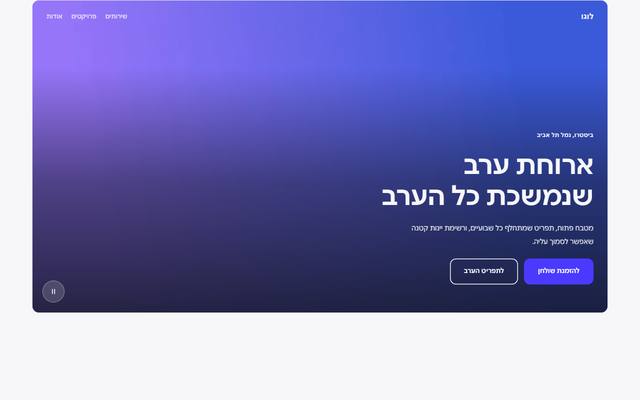 לוגו
שירותים
פרויקטים
אודות
ביסטרו, נמל תל אביב
ארוחת ערב
שנמשכת כל הערב
מטבח פתוח, תפריט שמתחלף כל שבועיים, ורשימת יינות קטנה
שאפשר לסמוך עליה.
להזמנת שולחן
לתפריט הערב